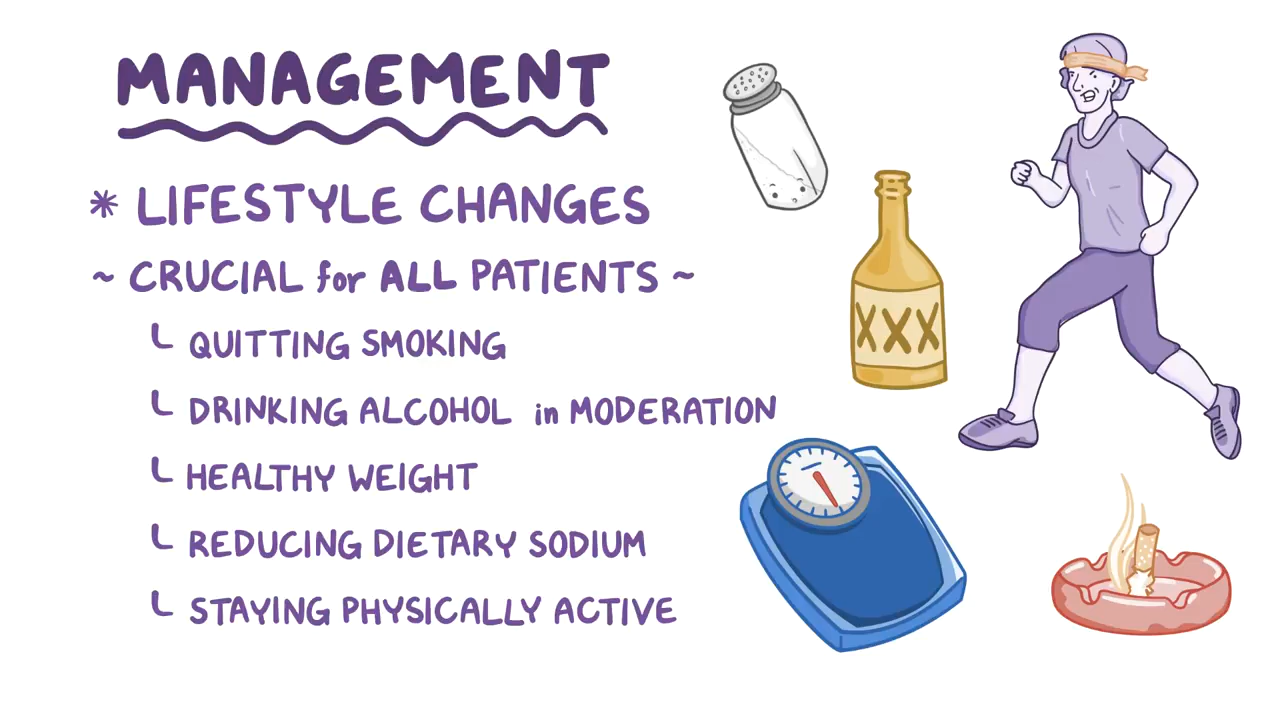 MANAGEMENT
* LIFESTYLE CHANGES
~ CRUCIAL for ALL PATIENTS ~
QUITTING SMOKING
DRINKING ALCOHOL in MODERATION
HEALTHY WEIGHT
REDUCING DIETARY SODIUM
STAYING PHYSICALLY ACTIVE
XXX